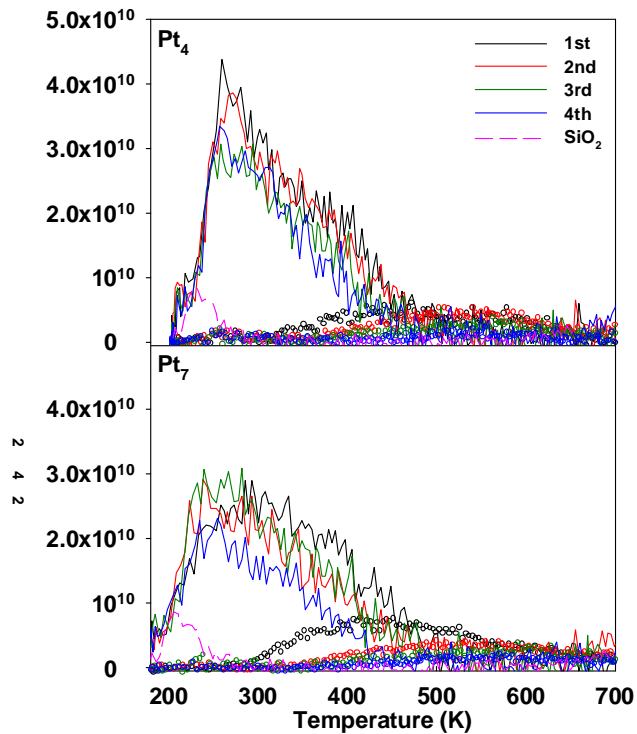 5.0x10¹⁰
Pt₄
1st
2nd
3rd
4th
SiO₂
4.0x10¹⁰
3.0x10¹⁰
2.0x10¹⁰
10¹⁰
0
Pt₇
4.0x10¹⁰
3.0x10¹⁰
2.0x10¹⁰
10¹⁰
0
2 4 2
200 300 400 500 600 700
Temperature (K)